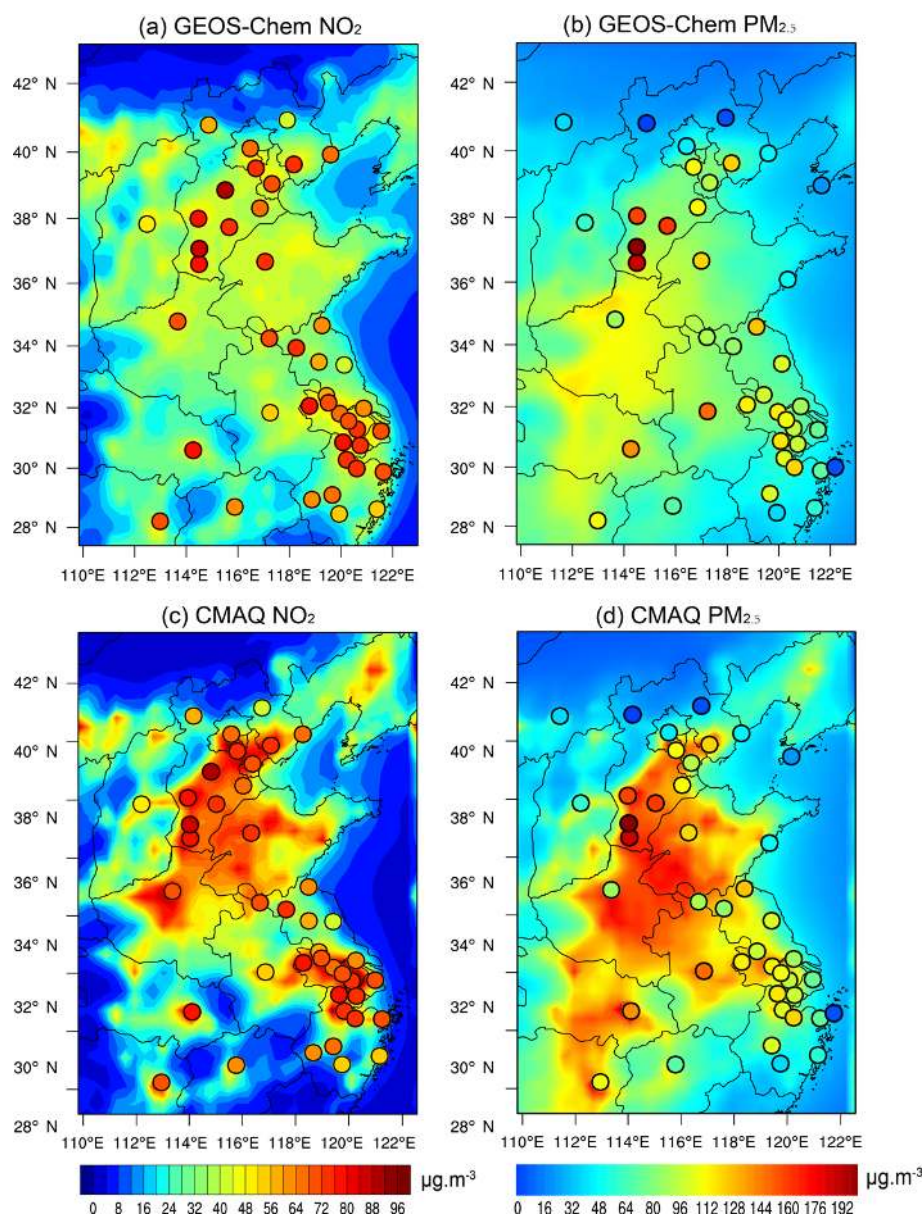 (a) GEOS-Chem NO₂
(b) GEOS-Chem PM₂.₅
42° N
40° N
38° N
36° N
34° N
32° N
30° N
28° N
42° N
40° N
38° N
36° N
34° N
32° N
30° N
28° N
110°E 112°E 114°E 116°E 118°E 120°E 122°E
110°E 112°E 114°E 116°E 118°E 120°E 122°E
(c) CMAQ NO₂
(d) CMAQ PM₂.₅
42° N
40° N
38° N
36° N
34° N
32° N
30° N
28° N
42° N
40° N
38° N
36° N
34° N
32° N
30° N
28° N
110°E 112°E 114°E 116°E 118°E 120°E 122°E
110°E 112°E 114°E 116°E 118°E 120°E 122°E
0 8 16 24 32 40 48 56 64 72 80 88 96
µg.m⁻³
0 16 32 48 64 80 96 112 128 144 160 176 192
µg.m⁻³